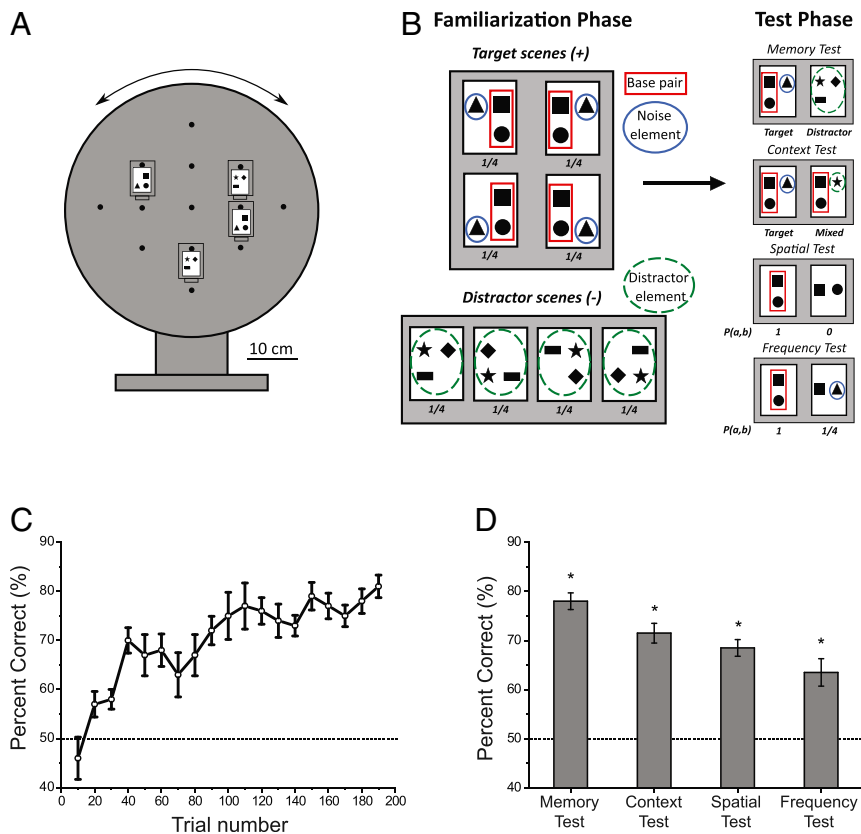 A
10 cm
B
Familiarization Phase
Target scenes (+)
1/4
1/4
1/4
1/4
Base pair
Noise
element
Distractor scenes (-)
Distractor
element
1/4
1/4
1/4
1/4
Test Phase
Memory Test
Target
Distractor
Context Test
Target
Mixed
Spatial Test
P(a,b)
1
0
Frequency Test
P(a,b)
1
1/4
C
Percent Correct (%)
90
80
70
60
50
40
0
20
40
60
80
100
120
140
160
180
200
Trial number
D
Percent Correct (%)
90
80
70
60
50
40
*
*
*
*
Memory
Test
Context
Test
Spatial
Test
Frequency
Test